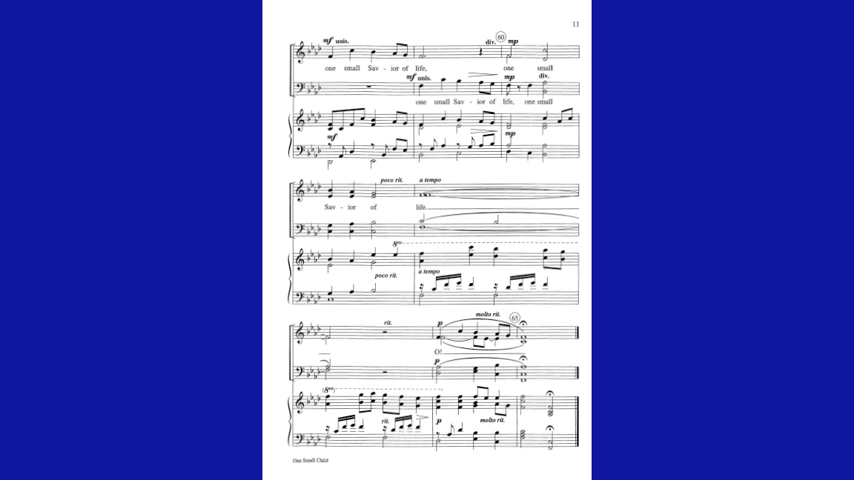 11
mf unis. div. 60 mp
one small Sav - ior of life, one small
mf unis. mp div.
one small Sav - ior of life, one small
mf mp
poco rit. a tempo
Sav - ior of life.
8va
poco rit. a tempo
rit. p molto rit. 65
O!
p
(8va)
rit. p molto rit.
One Small Child